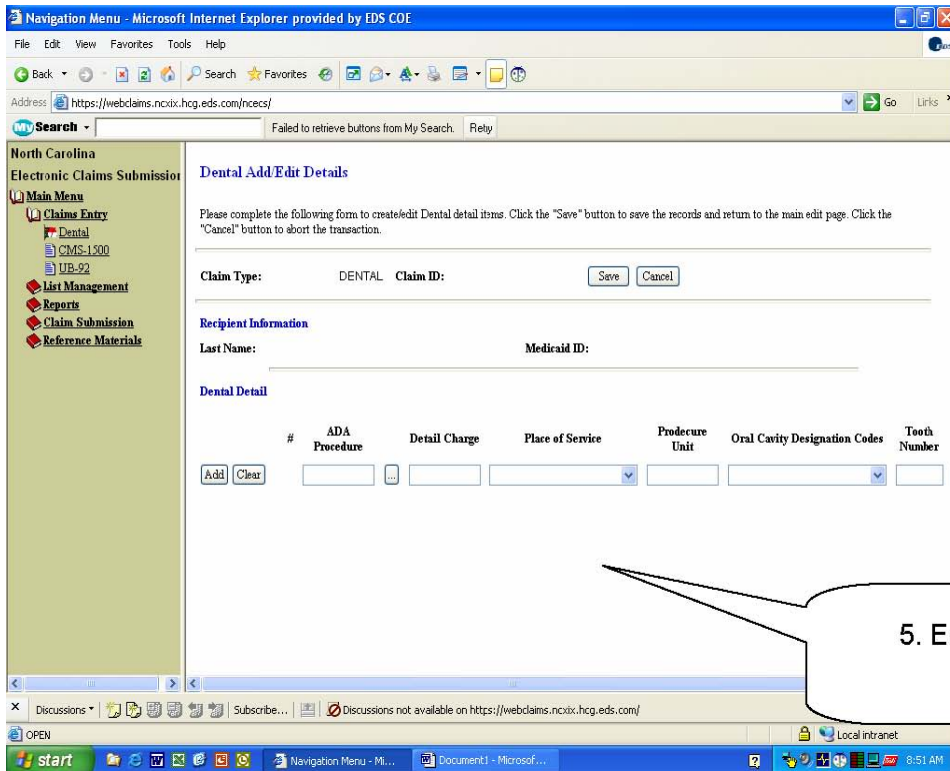 Navigation Menu - Microsoft Internet Explorer provided by EDS COE
File Edit View Favorites Tools Help
Back Search Favorites
Address https://webclaims.ncxix.hcg.eds.com/ncecs/ Go Links
My Search Failed to retrieve buttons from My Search. Retry
North Carolina
Electronic Claims Submission
Main Menu
Claims Entry
Dental
CMS-1500
UB-92
List Management
Reports
Claim Submission
Reference Materials
Dental Add/Edit Details
Please complete the following form to create/edit Dental detail items. Click the "Save" button to save the records and return to the main edit page. Click the
"Cancel" button to abort the transaction.
Claim Type: DENTAL Claim ID: Save Cancel
Recipient Information
Last Name: Medicaid ID:
Dental Detail
# ADA Procedure Detail Charge Place of Service Prodecure Unit Oral Cavity Designation Codes Tooth Number
Add Clear ...
5. E
Discussions Subscribe... Discussions not available on https://webclaims.ncxix.hcg.eds.com/
OPEN Local intranet
start Navigation Menu - Mi... Document1 - Microsof... 8:51 AM